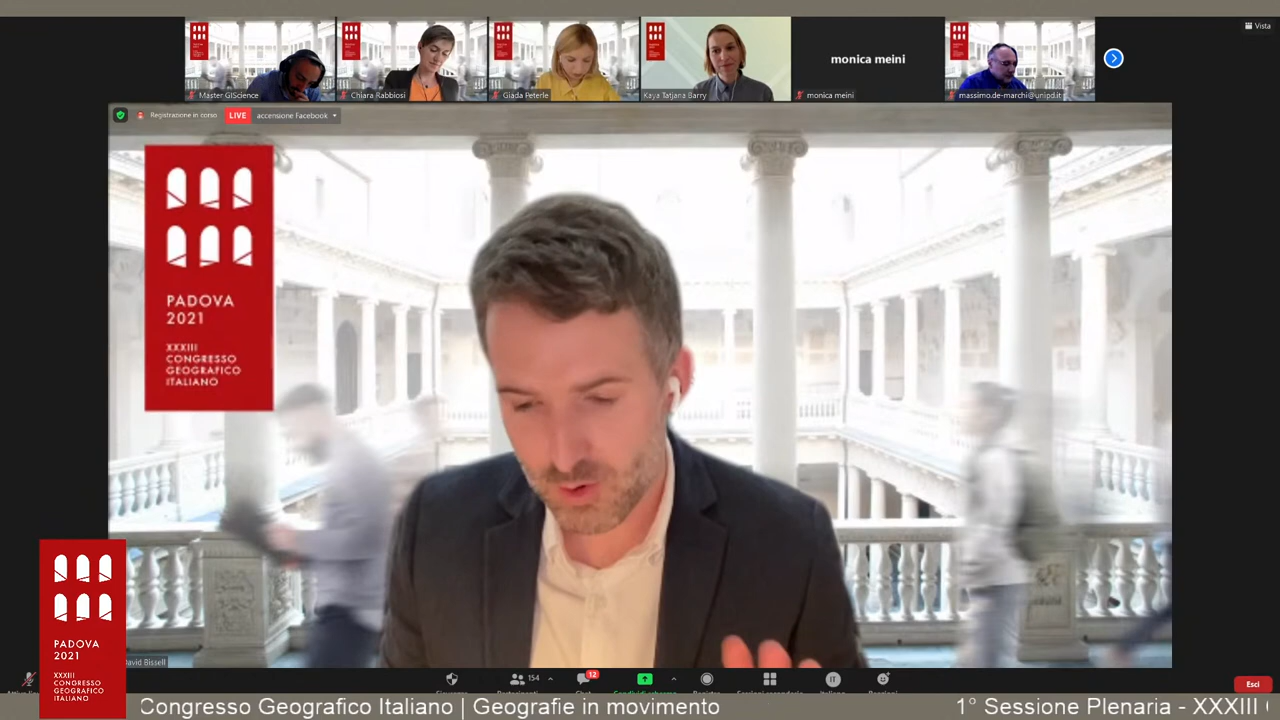 Vista
Master GIScience
Chiara Rabbiosi
Giada Peterle
Kaya Tatjana Barry
monica meini
monica meini
massimo.de-marchi@unipd.it
Registrazione in corso
LIVE
accensione Facebook
PADOVA
2021
XXXIII
CONGRESSO
GEOGRAFICO
ITALIANO
David Bissell
154
12
IT
Esci
PADOVA
2021
XXXIII
CONGRESSO
GEOGRAFICO
ITALIANO
Congresso Geografico Italiano | Geografie in movimento
1° Sessione Plenaria - XXXIII